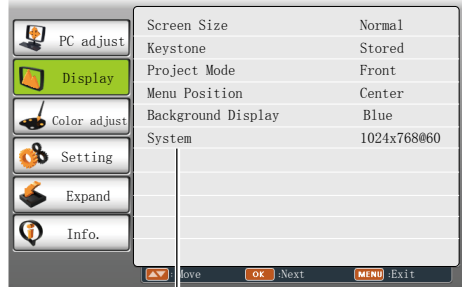 PC adjust
Display
Color adjust
Setting
Expand
Info.
Screen Size Normal
Keystone Stored
Project Mode Front
Menu Position Center
Background Display Blue
System 1024x768@60
:Move OK :Next MENU :Exit